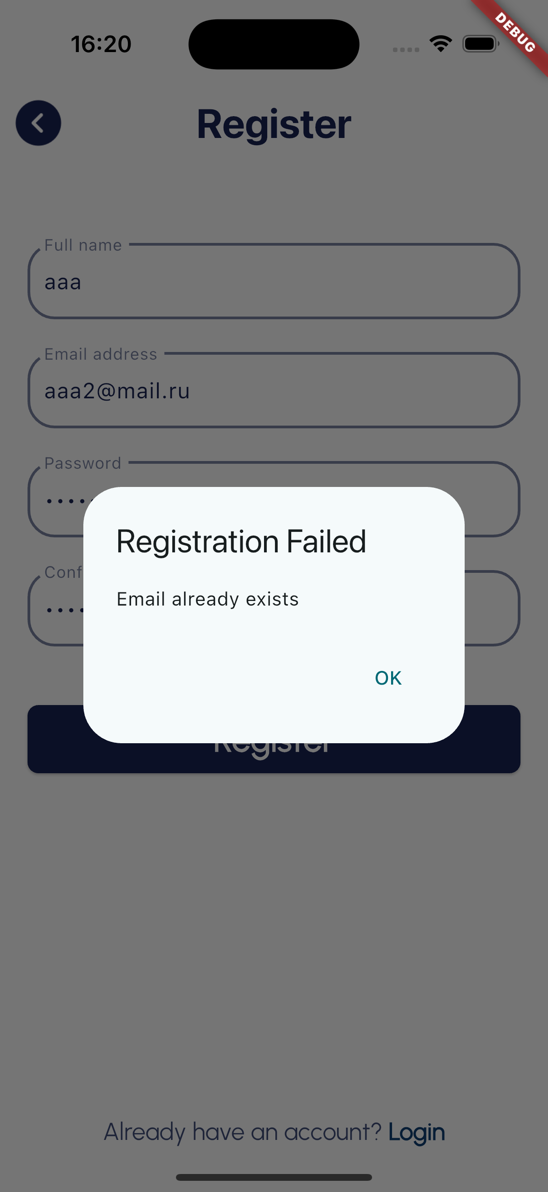 16:20
DEBUG
Register
Full name
aaa
Email address
aaa2@mail.ru
Password
Registration Failed
Email already exists
OK
Register
Already have an account? Login